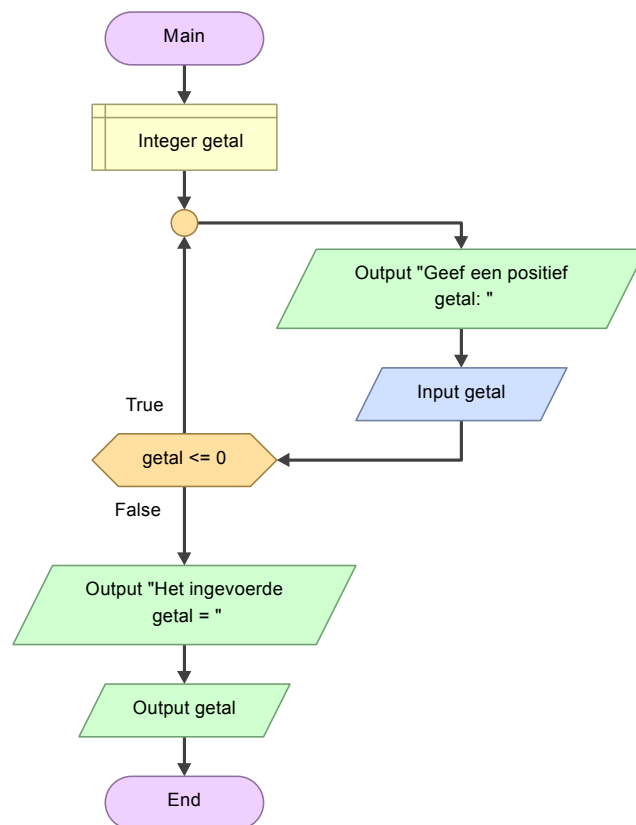 Main
Integer getal
Output "Geef een positief
getal: "
Input getal
True
getal <= 0
False
Output "Het ingevoerde
getal = "
Output getal
End